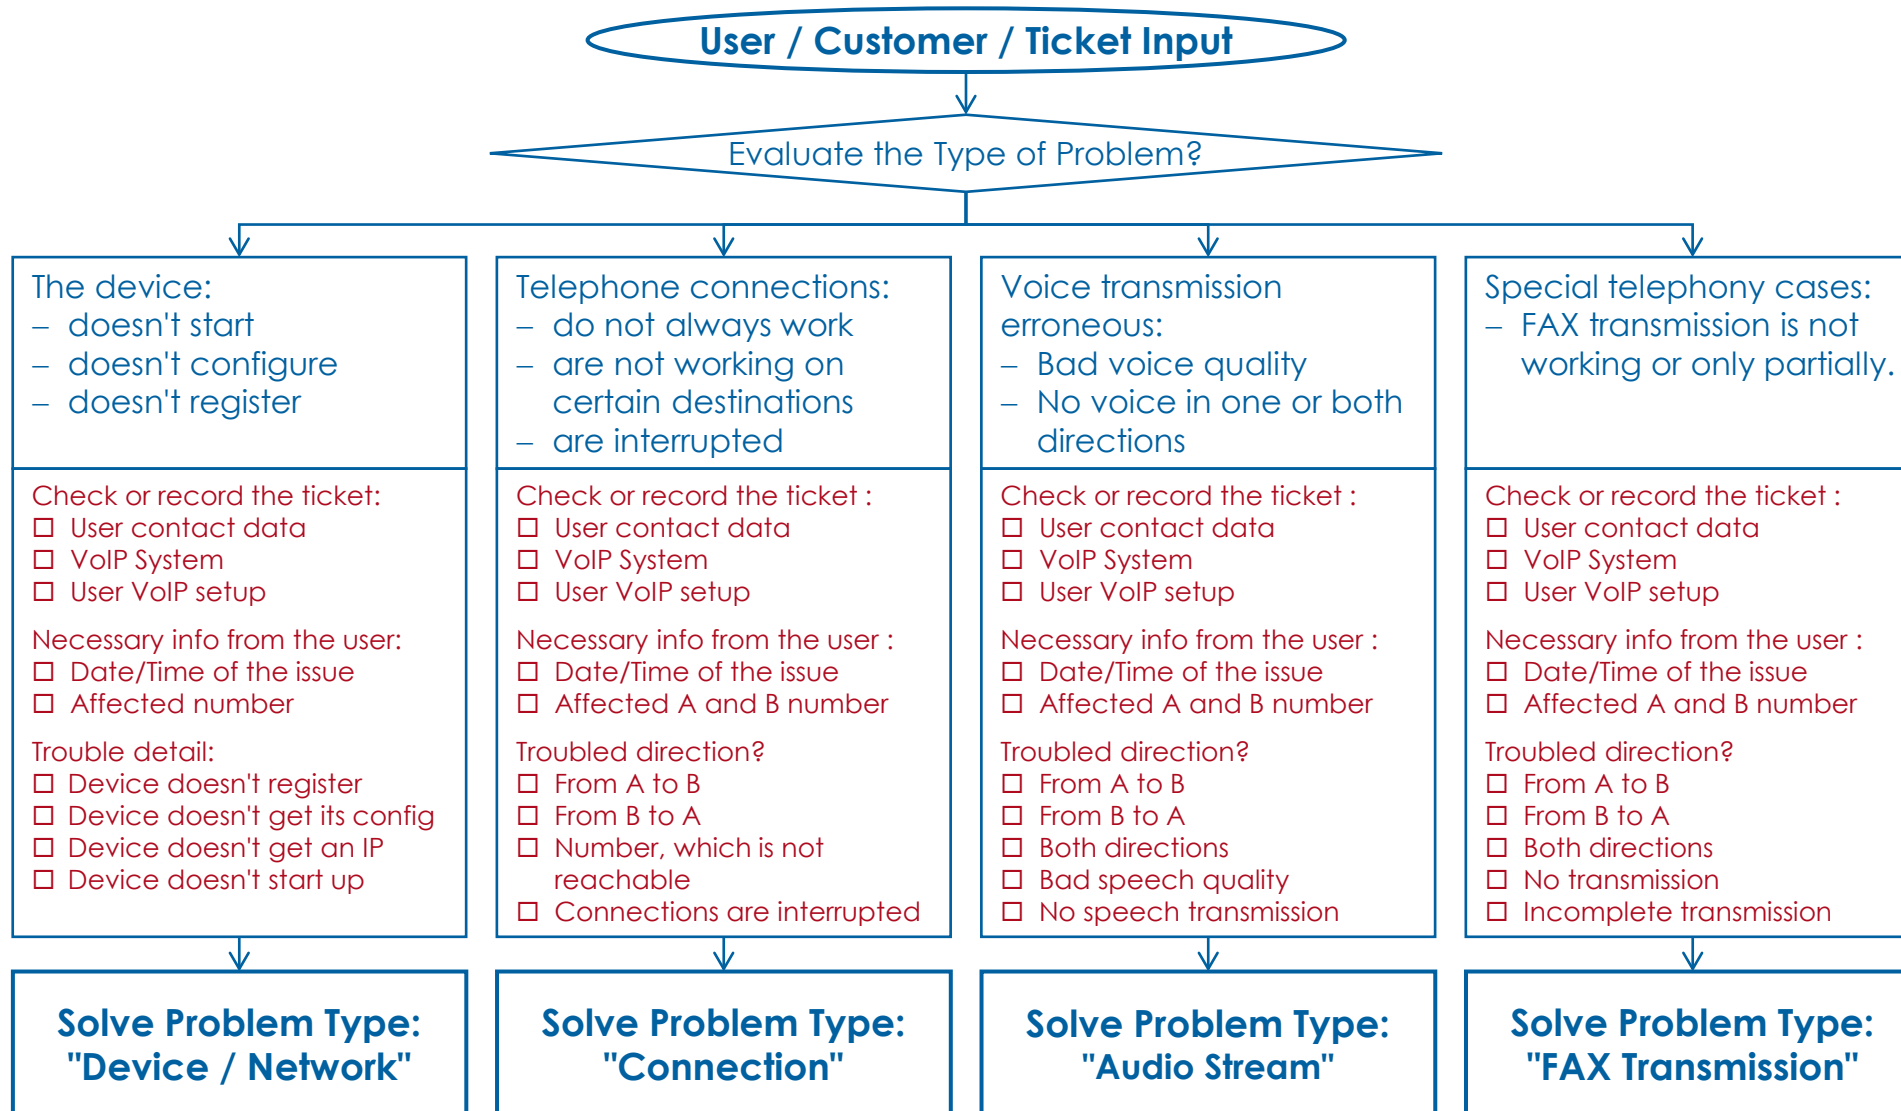 User / Customer / Ticket Input
Evaluate the Type of Problem?
The device:
– doesn't start
– doesn't configure
– doesn't register
Check or record the ticket:
☐ User contact data
☐ VoIP System
☐ User VoIP setup
Necessary info from the user:
☐ Date/Time of the issue
☐ Affected number
Trouble detail:
☐ Device doesn't register
☐ Device doesn't get its config
☐ Device doesn't get an IP
☐ Device doesn't start up
Solve Problem Type:
"Device / Network"
Telephone connections:
– do not always work
– are not working on
certain destinations
– are interrupted
Check or record the ticket :
☐ User contact data
☐ VoIP System
☐ User VoIP setup
Necessary info from the user :
☐ Date/Time of the issue
☐ Affected A and B number
Troubled direction?
☐ From A to B
☐ From B to A
☐ Number, which is not
reachable
☐ Connections are interrupted
Solve Problem Type:
"Connection"
Voice transmission
erroneous:
– Bad voice quality
– No voice in one or both
directions
Check or record the ticket :
☐ User contact data
☐ VoIP System
☐ User VoIP setup
Necessary info from the user :
☐ Date/Time of the issue
☐ Affected A and B number
Troubled direction?
☐ From A to B
☐ From B to A
☐ Both directions
☐ Bad speech quality
☐ No speech transmission
Solve Problem Type:
"Audio Stream"
Special telephony cases:
– FAX transmission is not
working or only partially.
Check or record the ticket :
☐ User contact data
☐ VoIP System
☐ User VoIP setup
Necessary info from the user :
☐ Date/Time of the issue
☐ Affected A and B number
Troubled direction?
☐ From A to B
☐ From B to A
☐ Both directions
☐ No transmission
☐ Incomplete transmission
Solve Problem Type:
"FAX Transmission"